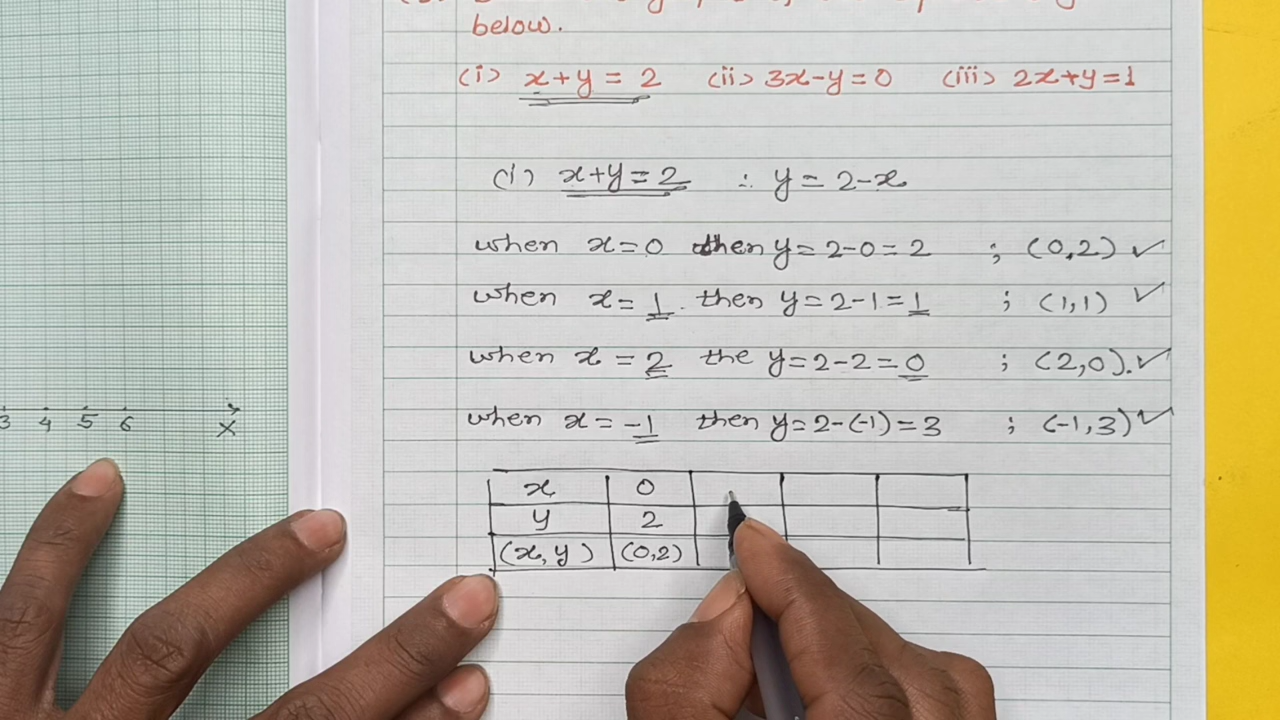 below.
(i) x+y = 2 (ii) 3x-y=0 (iii) 2x+y=1
(i) x+y=2 ∴ y = 2-x
when x=0 then y=2-0=2 ; (0,2) ✓
when x=1. then y=2-1=1 ; (1,1) ✓
when x=2 the y=2-2=0 ; (2,0).✓
when x=-1 then y=2-(-1)=3 ; (-1,3)✓
x 0
y 2
(x,y) (0,2)
3 4 5 6 X